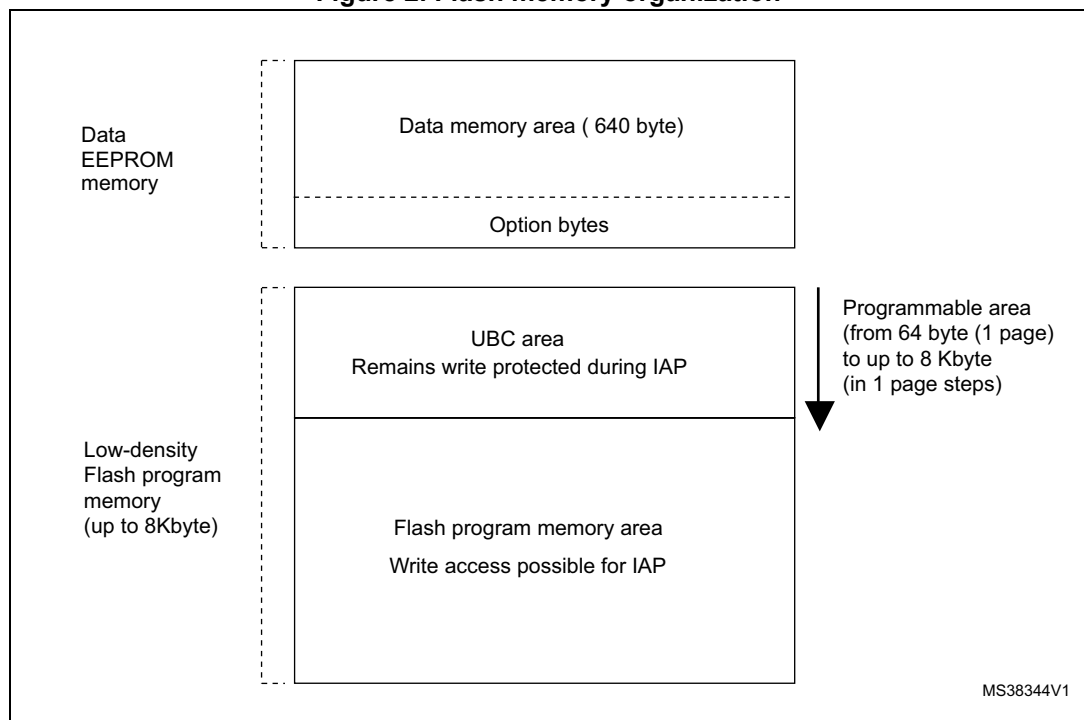 Figure 2. Flash memory organization
Data
EEPROM
memory
Data memory area ( 640 byte)
Option bytes
Low-density
Flash program
memory
(up to 8Kbyte)
UBC area
Remains write protected during IAP
Flash program memory area
Write access possible for IAP
Programmable area
(from 64 byte (1 page)
to up to 8 Kbyte
(in 1 page steps)
MS38344V1